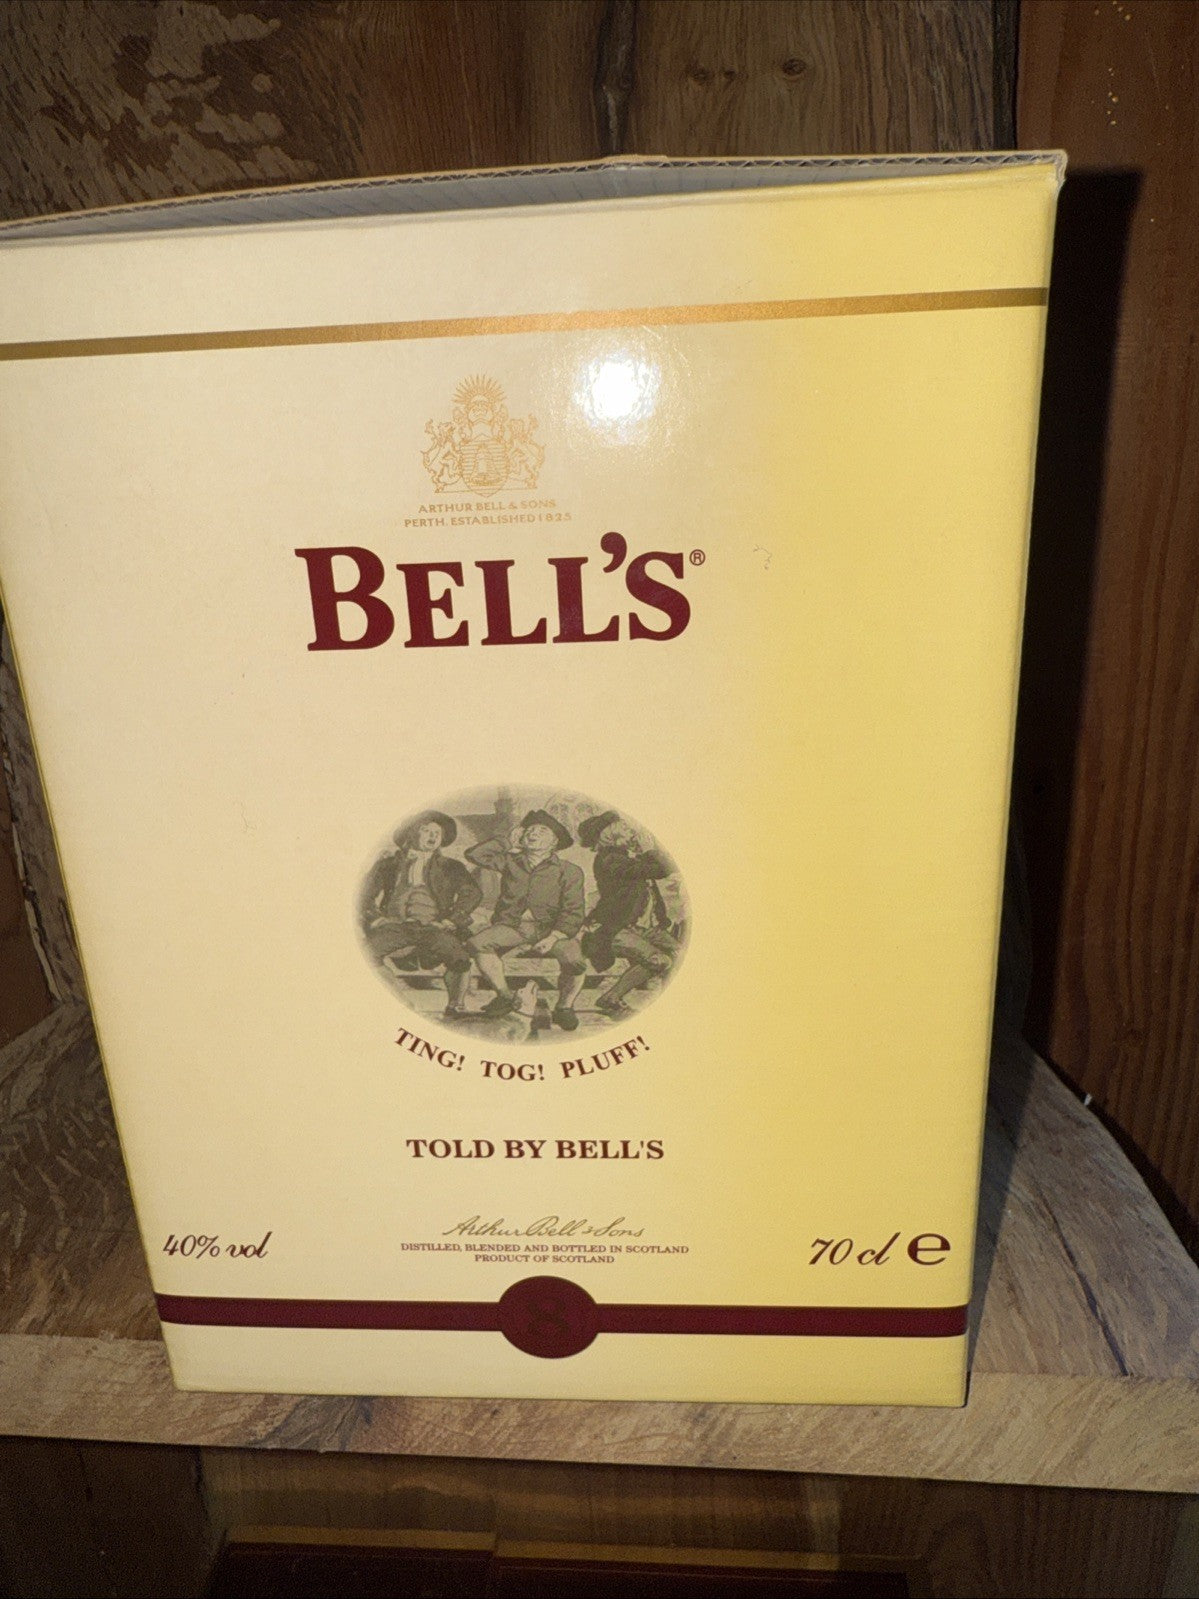 ARTHUR BELL & SONS
PERTH. ESTABLISHED 1825
BELL'S®
TING! TOG! PLUFF!
TOLD BY BELL'S
Arthur Bell & Sons
40% vol
DISTILLED, BLENDED AND BOTTLED IN SCOTLAND
PRODUCT OF SCOTLAND
70 cl e